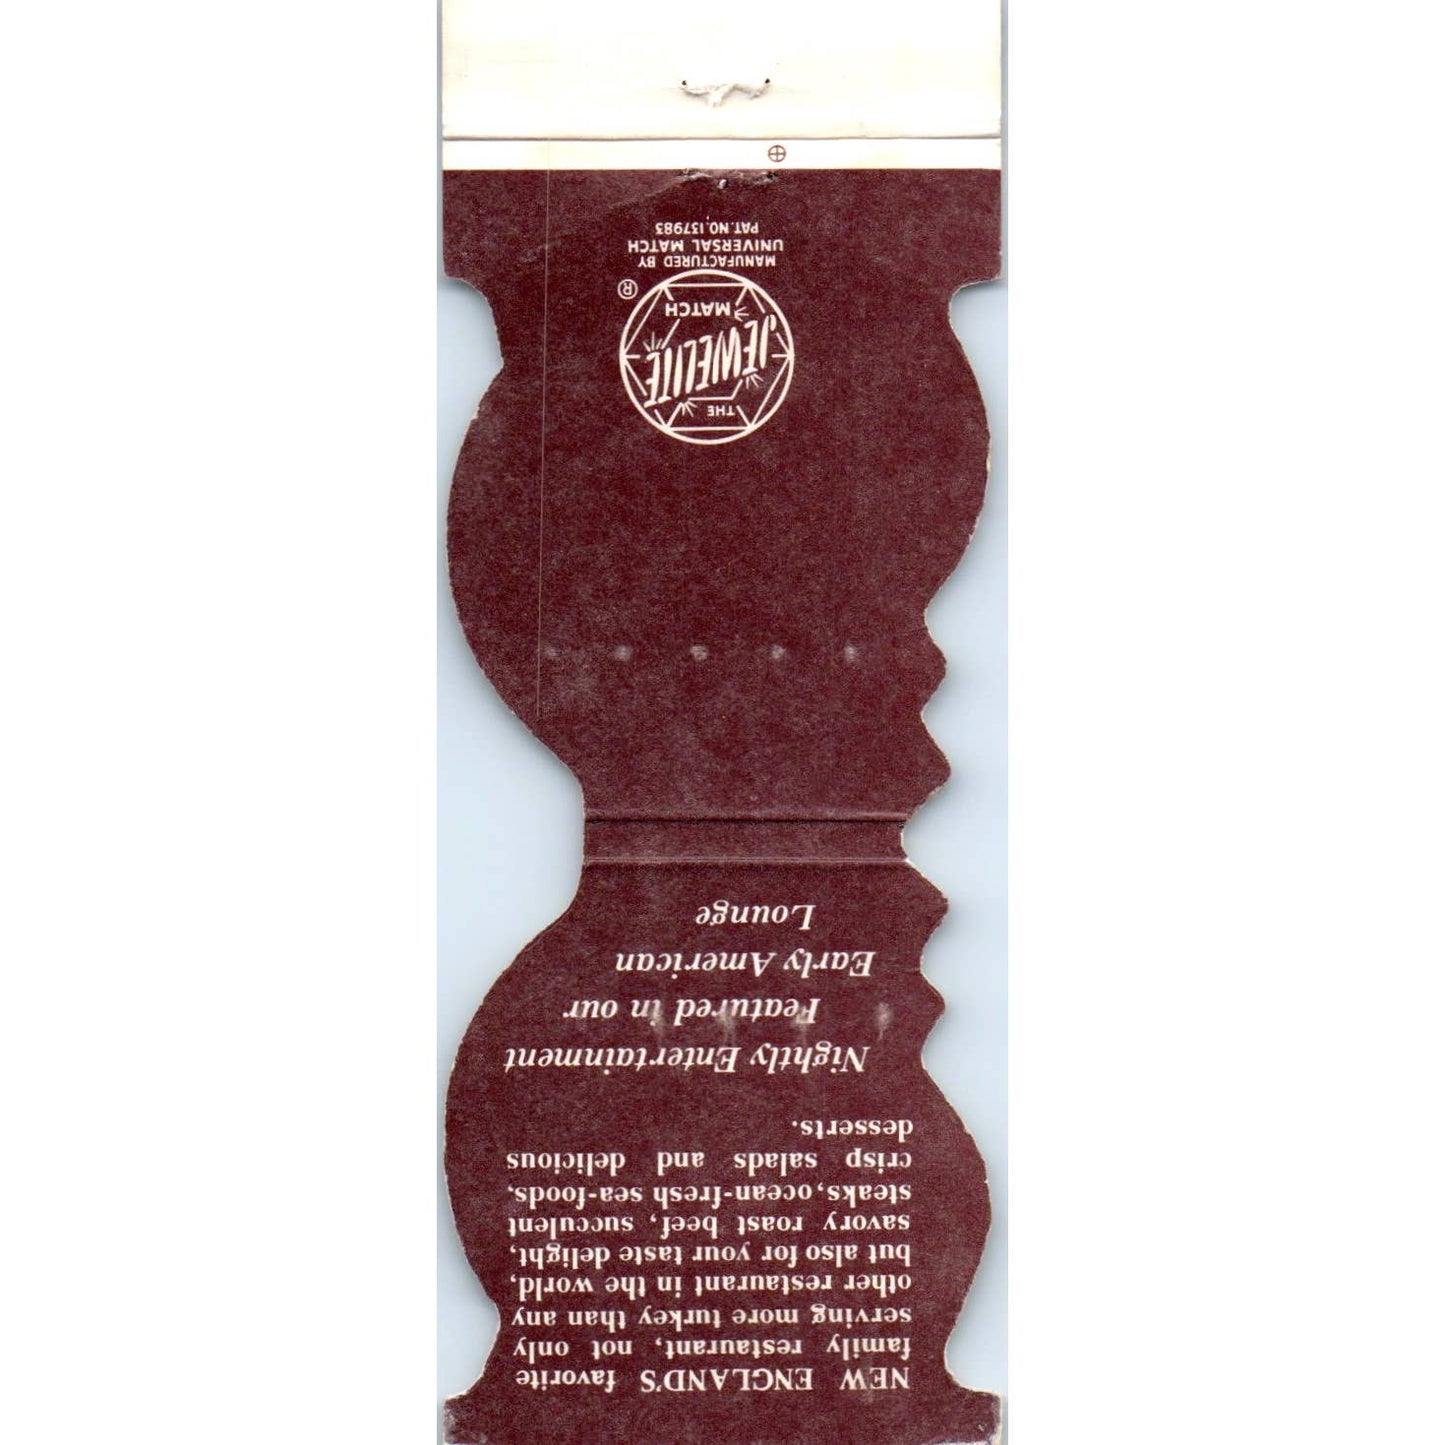 NEW ENGLAND'S favorite
family restaurant, not only
serving more turkey than any
other restaurant in the world,
but also for your taste delight,
savory roast beef, succulent
steaks, ocean-fresh sea-foods,
crisp salads and delicious
desserts.
Nightly Entertainment
Featured in our
Early American
Lounge
THE
JEWELITE
MATCH
®
MANUFACTURED BY
UNIVERSAL MATCH
PAT. NO. 137983